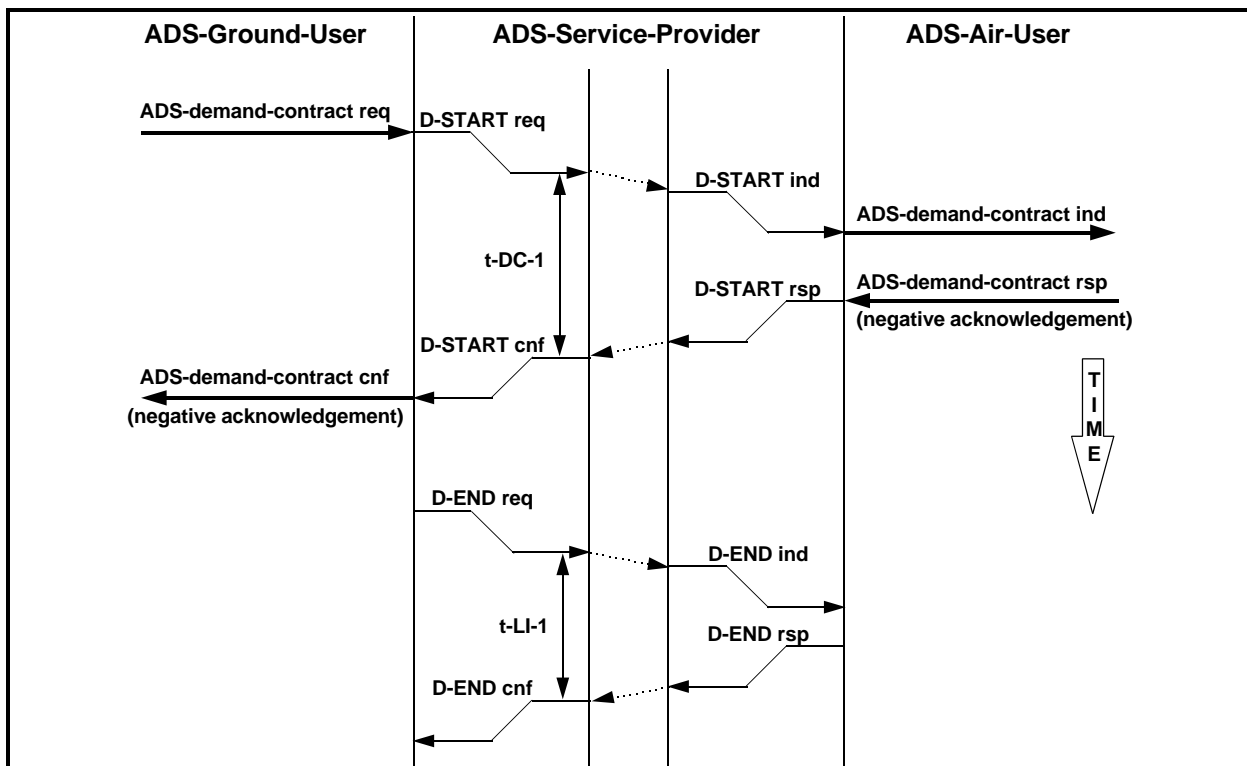 ADS-Ground-User
ADS-Service-Provider
ADS-Air-User
ADS-demand-contract req
D-START req
D-START ind
ADS-demand-contract ind
t-DC-1
D-START rsp
ADS-demand-contract rsp
(negative acknowledgement)
D-START cnf
ADS-demand-contract cnf
(negative acknowledgement)
T
I
M
E
D-END req
D-END ind
t-LI-1
D-END rsp
D-END cnf